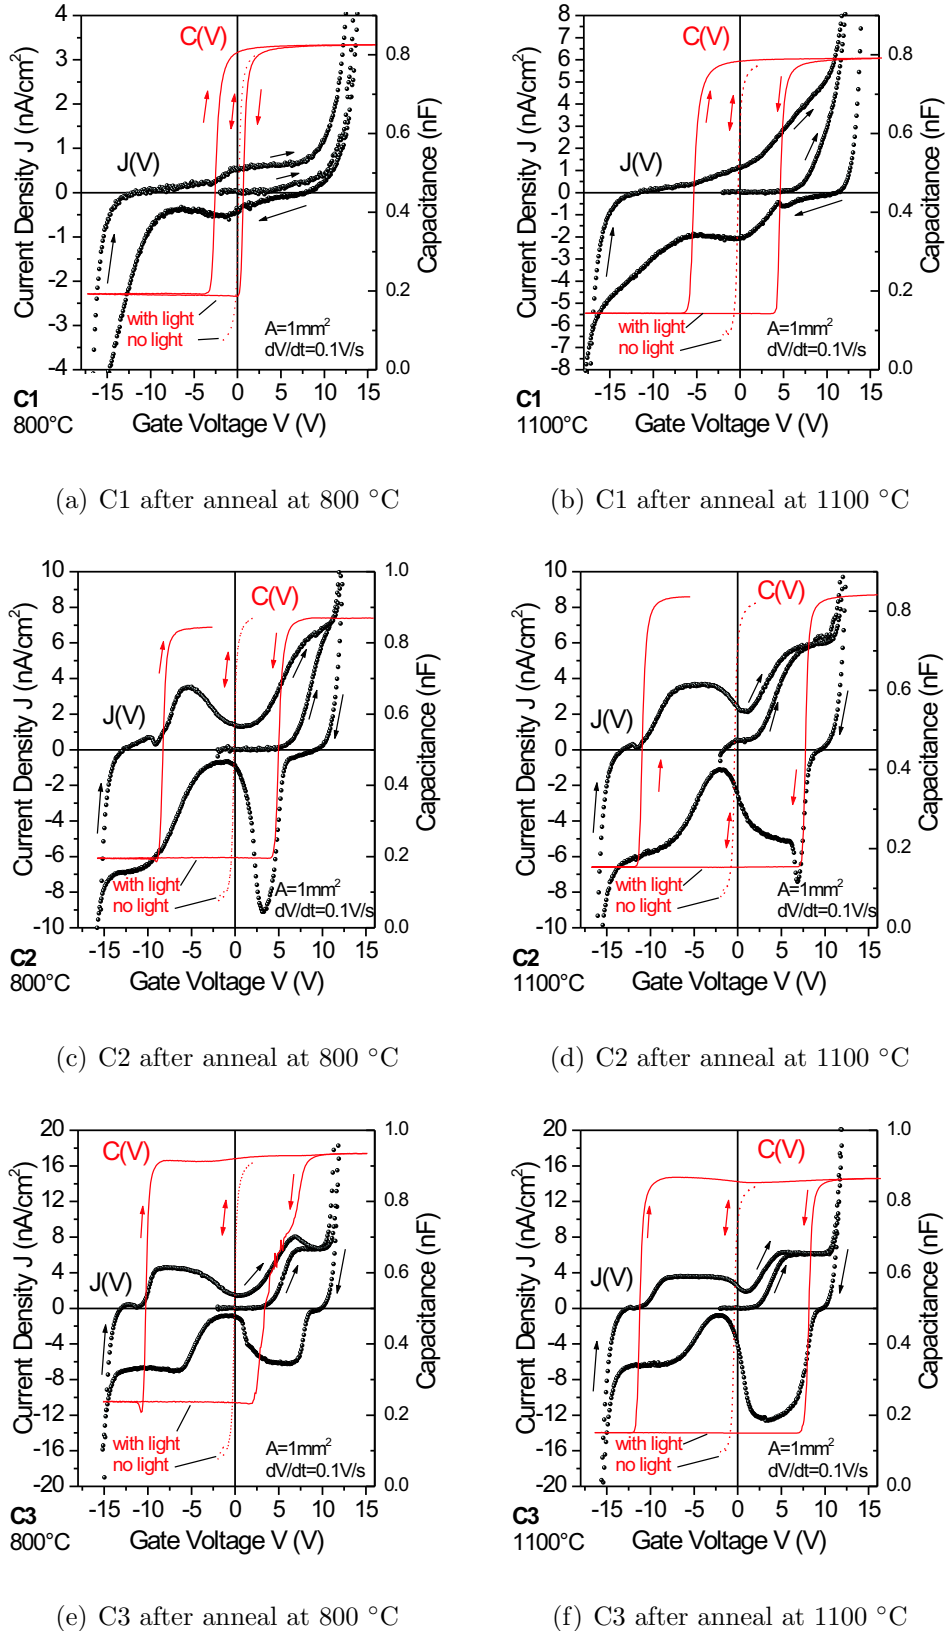 4
3
2
1
0
-1
-2
-3
-4
Current Density J (nA/cm²)
C(V)
J(V)
with light
no light
A=1mm²
dV/dt=0.1V/s
0.8
0.6
0.4
0.2
0.0
Capacitance (nF)
-15 -10 -5 0 5 10 15
Gate Voltage V (V)
C1
800°C
8
7
6
5
4
3
2
1
0
-1
-2
-3
-4
-5
-6
-7
-8
Current Density J (nA/cm²)
C(V)
J(V)
with light
no light
A=1mm²
dV/dt=0.1V/s
0.8
0.6
0.4
0.2
0.0
Capacitance (nF)
-15 -10 -5 0 5 10 15
Gate Voltage V (V)
C1
1100°C
(a) C1 after anneal at 800 °C
(b) C1 after anneal at 1100 °C
10
8
6
4
2
0
-2
-4
-6
-8
-10
Current Density J (nA/cm²)
C(V)
J(V)
with light
no light
A=1mm²
dV/dt=0.1V/s
1.0
0.8
0.6
0.4
0.2
0.0
Capacitance (nF)
-15 -10 -5 0 5 10 15
Gate Voltage V (V)
C2
800°C
10
8
6
4
2
0
-2
-4
-6
-8
-10
Current Density J (nA/cm²)
C(V)
J(V)
with light
no light
A=1mm²
dV/dt=0.1V/s
0.8
0.6
0.4
0.2
0.0
Capacitance (nF)
-15 -10 -5 0 5 10 15
Gate Voltage V (V)
C2
1100°C
(c) C2 after anneal at 800 °C
(d) C2 after anneal at 1100 °C
20
16
12
8
4
0
-4
-8
-12
-16
-20
Current Density J (nA/cm²)
C(V)
J(V)
with light
no light
A=1mm²
dV/dt=0.1V/s
1.0
0.8
0.6
0.4
0.2
0.0
Capacitance (nF)
-15 -10 -5 0 5 10 15
Gate Voltage V (V)
C3
800°C
20
16
12
8
4
0
-4
-8
-12
-16
-20
Current Density J (nA/cm²)
C(V)
J(V)
with light
no light
A=1mm²
dV/dt=0.1V/s
1.0
0.8
0.6
0.4
0.2
0.0
Capacitance (nF)
-15 -10 -5 0 5 10 15
Gate Voltage V (V)
C3
1100°C
(e) C3 after anneal at 800 °C
(f) C3 after anneal at 1100 °C